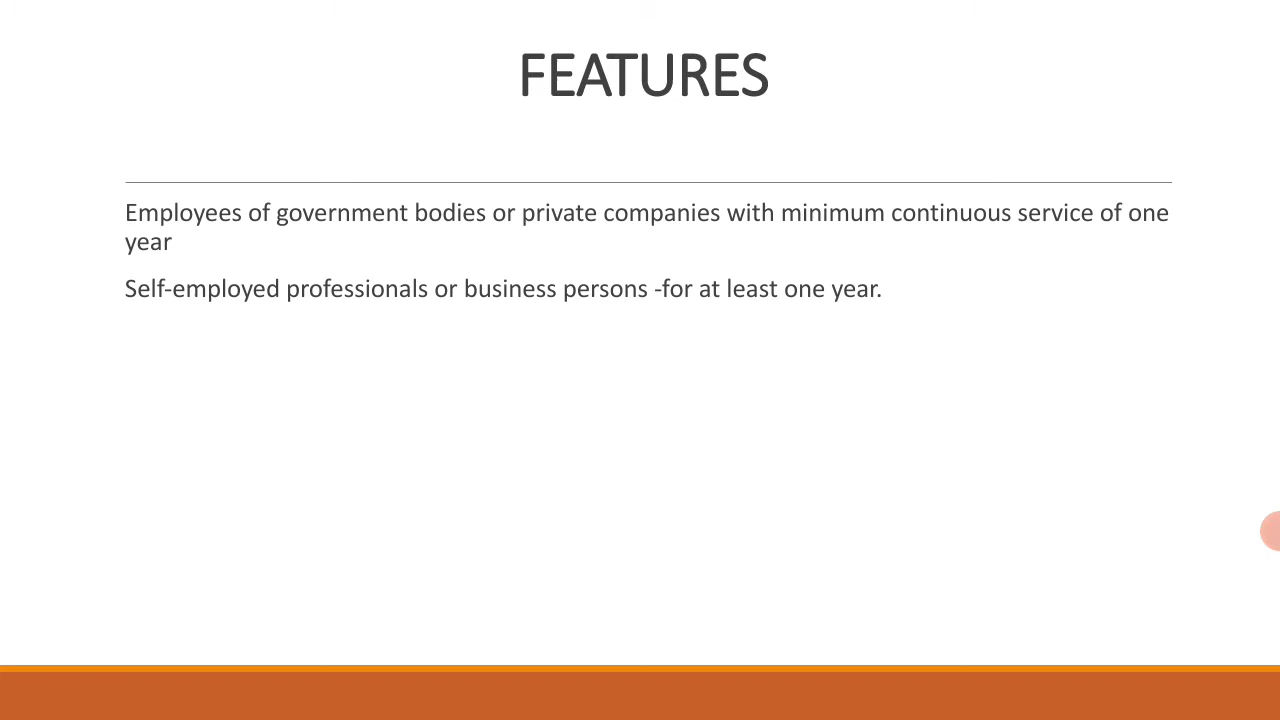 FEATURES
Employees of government bodies or private companies with minimum continuous service of one
year
Self-employed professionals or business persons -for at least one year.